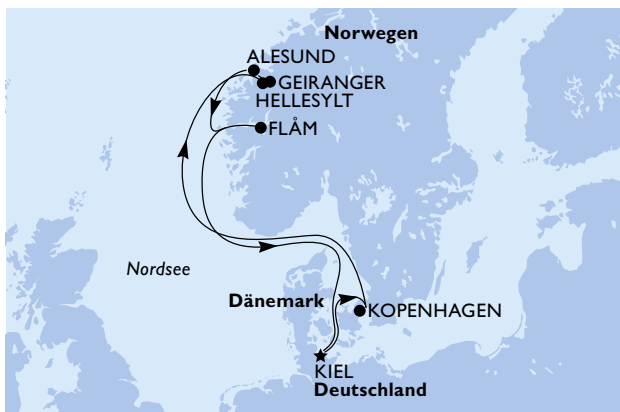 Norwegen
ALESUND
GEIRANGER
HELLESYLT
FLÅM
Nordsee
Dänemark
KOPENHAGEN
KIEL
Deutschland